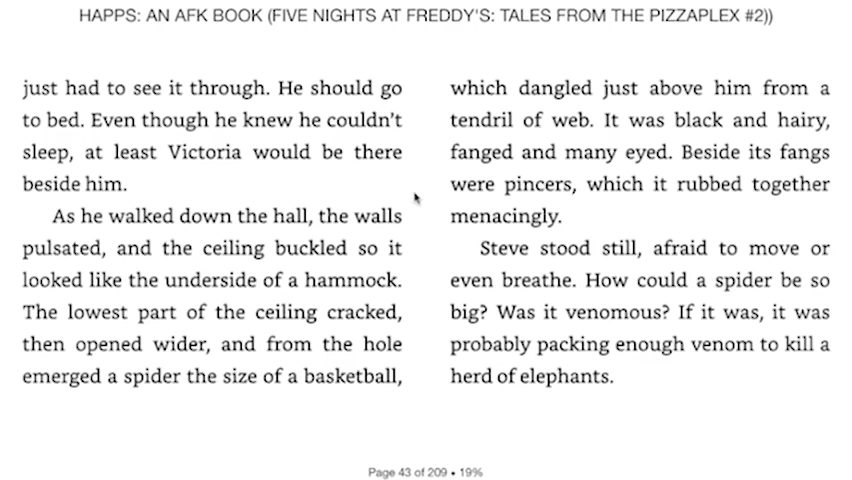 HAPPS: AN AFK BOOK (FIVE NIGHTS AT FREDDY'S: TALES FROM THE PIZZAPLEX #2))
just had to see it through. He should go
to bed. Even though he knew he couldn't
sleep, at least Victoria would be there
beside him.
As he walked down the hall, the walls
pulsated, and the ceiling buckled so it
looked like the underside of a hammock.
The lowest part of the ceiling cracked,
then opened wider, and from the hole
emerged a spider the size of a basketball,
which dangled just above him from a
tendril of web. It was black and hairy,
fanged and many eyed. Beside its fangs
were pincers, which it rubbed together
menacingly.
Steve stood still, afraid to move or
even breathe. How could a spider be so
big? Was it venomous? If it was, it was
probably packing enough venom to kill a
herd of elephants.
Page 43 of 209 • 19%